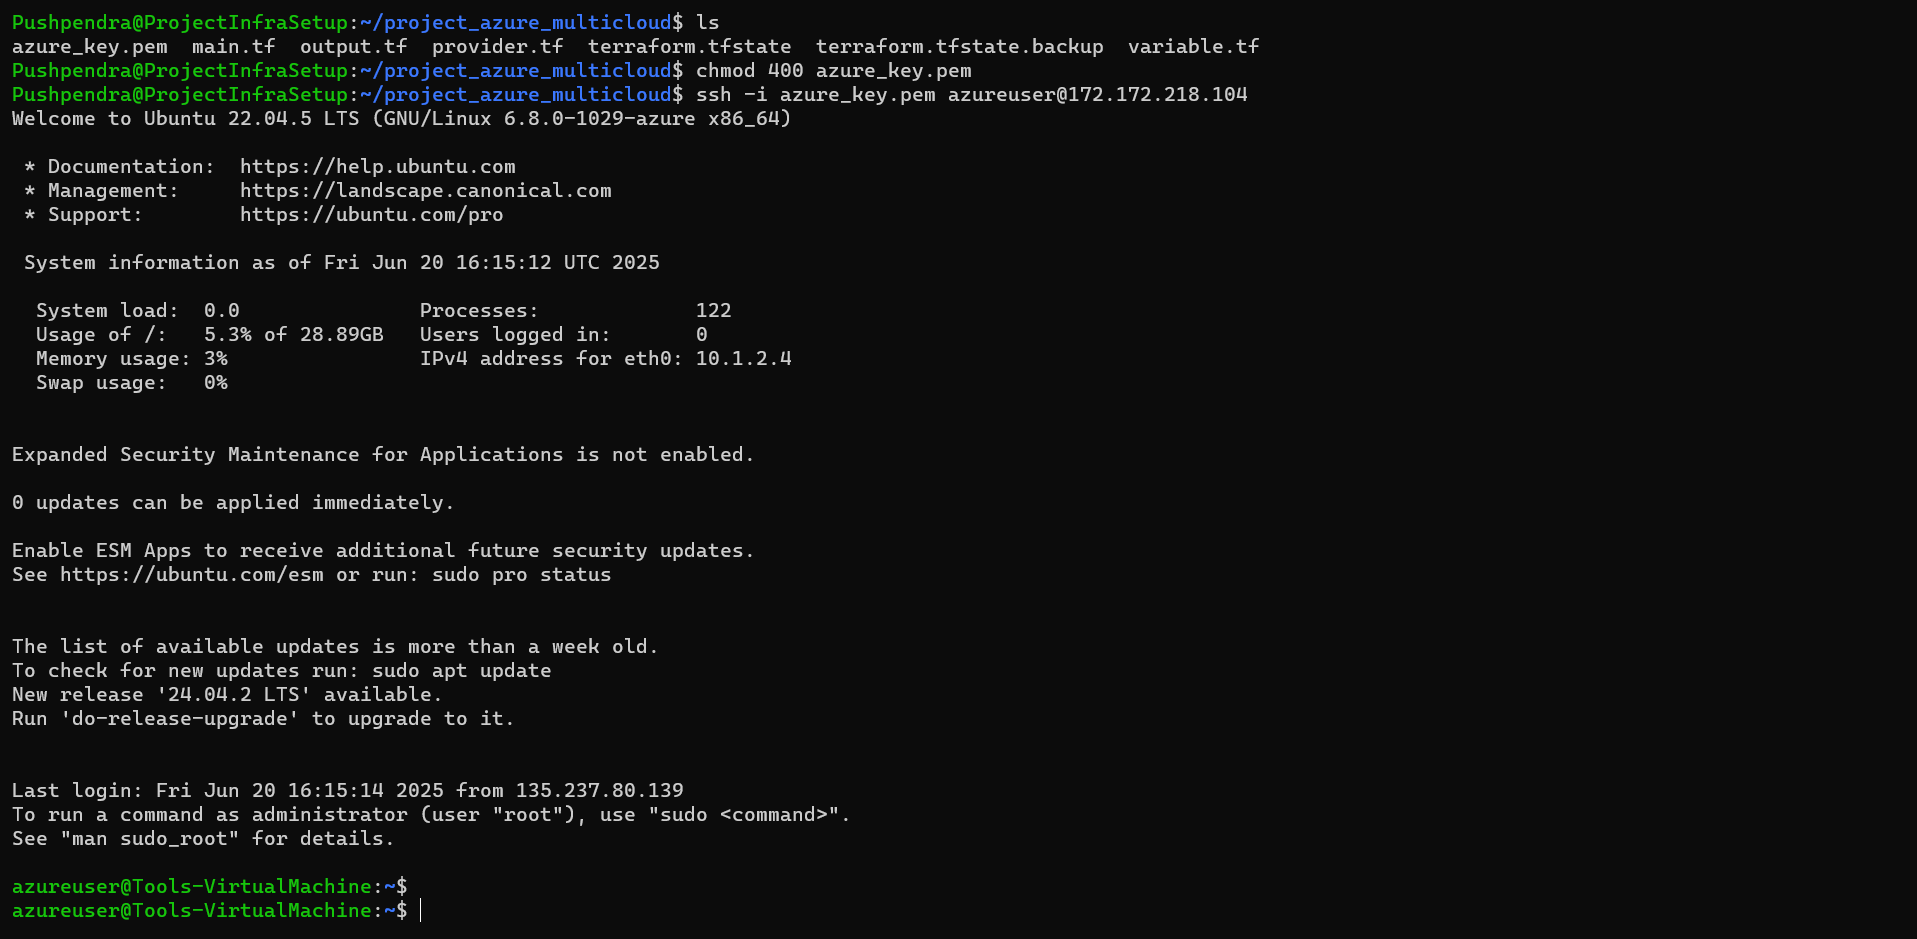 Pushpendra@ProjectInfraSetup:~/project_azure_multicloud$ ls
azure_key.pem  main.tf  output.tf  provider.tf  terraform.tfstate  terraform.tfstate.backup  variable.tf
Pushpendra@ProjectInfraSetup:~/project_azure_multicloud$ chmod 400 azure_key.pem
Pushpendra@ProjectInfraSetup:~/project_azure_multicloud$ ssh -i azure_key.pem azureuser@172.172.218.104
Welcome to Ubuntu 22.04.5 LTS (GNU/Linux 6.8.0-1029-azure x86_64)

 * Documentation:  https://help.ubuntu.com
 * Management:     https://landscape.canonical.com
 * Support:        https://ubuntu.com/pro

 System information as of Fri Jun 20 16:15:12 UTC 2025

  System load:  0.0               Processes:             122
  Usage of /:   5.3% of 28.89GB   Users logged in:       0
  Memory usage: 3%                IPv4 address for eth0: 10.1.2.4
  Swap usage:   0%

Expanded Security Maintenance for Applications is not enabled.

0 updates can be applied immediately.

Enable ESM Apps to receive additional future security updates.
See https://ubuntu.com/esm or run: sudo pro status

The list of available updates is more than a week old.
To check for new updates run: sudo apt update
New release '24.04.2 LTS' available.
Run 'do-release-upgrade' to upgrade to it.

Last login: Fri Jun 20 16:15:14 2025 from 135.237.80.139
To run a command as administrator (user "root"), use "sudo <command>".
See "man sudo_root" for details.

azureuser@Tools-VirtualMachine:~$
azureuser@Tools-VirtualMachine:~$